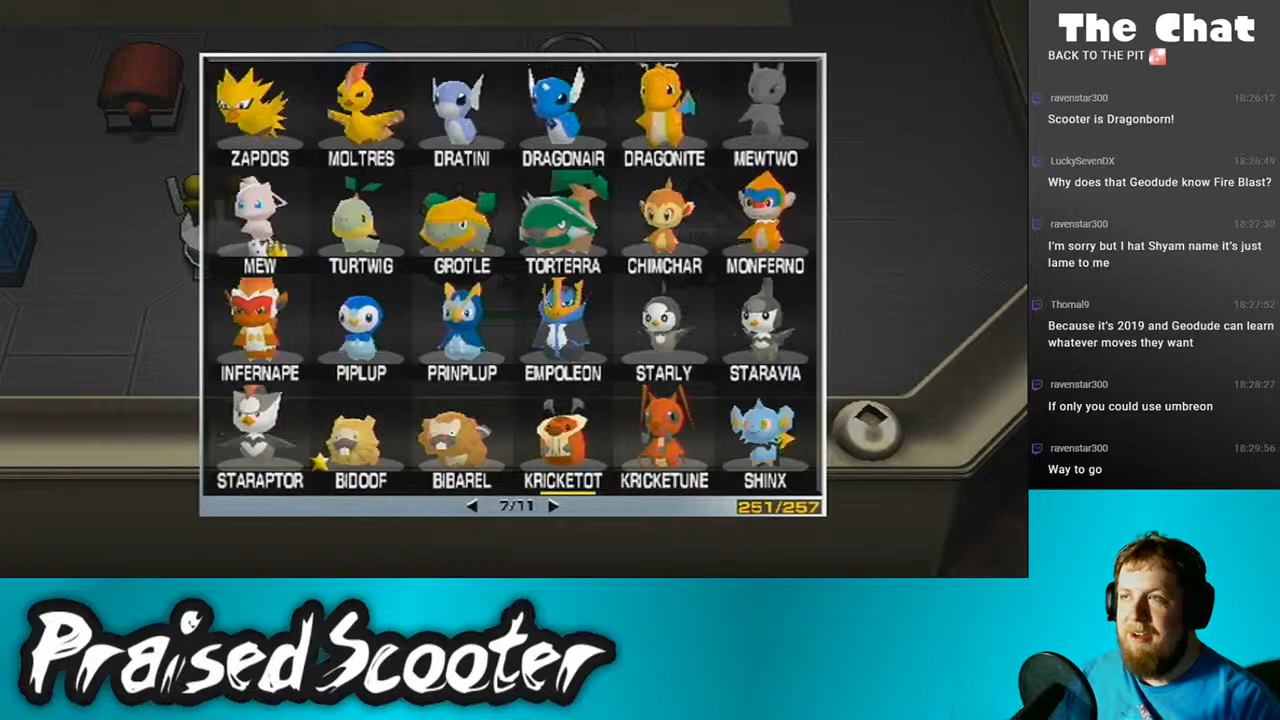 ZAPDOS MOLTRES DRATINI DRAGONAIR DRAGONITE MEWTWO
MEW TURTWIG GROTLE TORTERRA CHIMCHAR MONFERNO
INFERNAPE PIPLUP PRINPLUP EMPOLEON STARLY STARAVIA
STARAPTOR BIDOOF BIBAREL KRICKETOT KRICKETUNE SHINX
7/11
251/257
The Chat
BACK TO THE PIT
ravenstar300 18:26:12
Scooter is Dragonborn!
LuckySevenDX 18:26:49
Why does that Geodude know Fire Blast?
ravenstar300 18:27:30
I'm sorry but I hat Shyam name it's just
lame to me
Thomal9 18:27:52
Because it's 2019 and Geodude can learn
whatever moves they want
ravenstar300 18:28:27
If only you could use umbreon
ravenstar300 18:29:56
Way to go
PraisedScooter